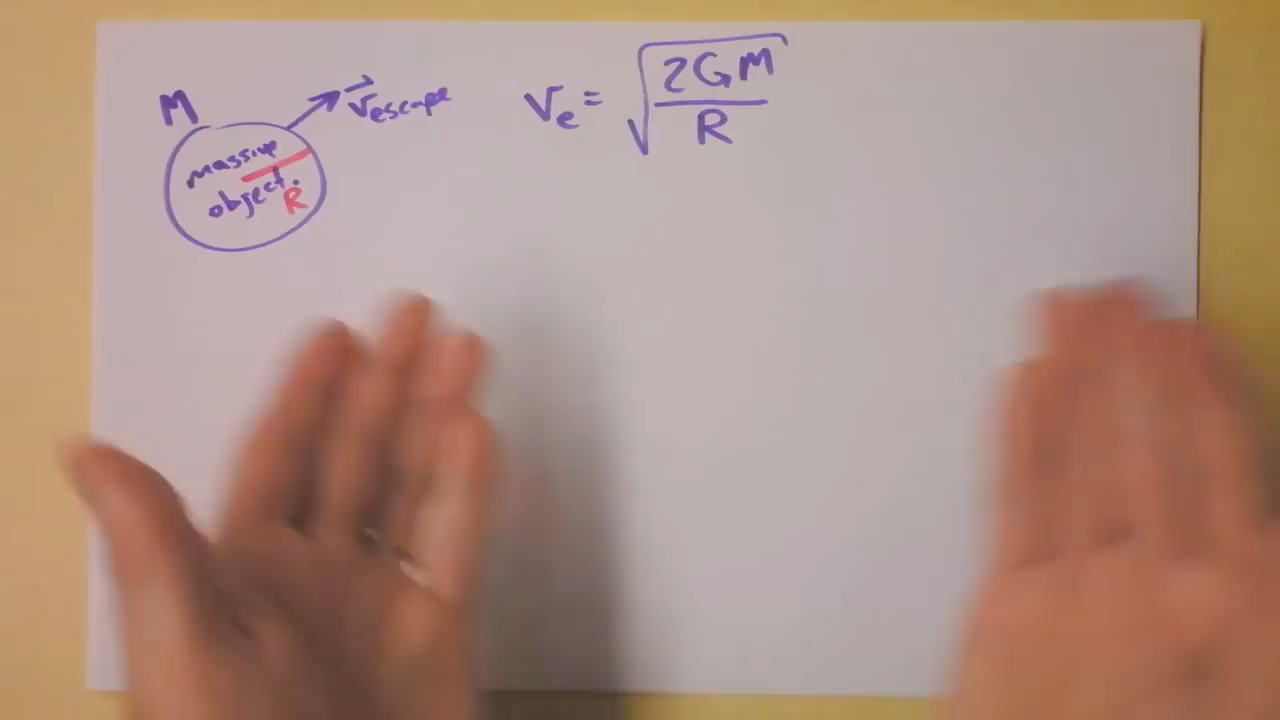 M
v⃗escape
massive
object.
R
vₑ = √(2GM/R)